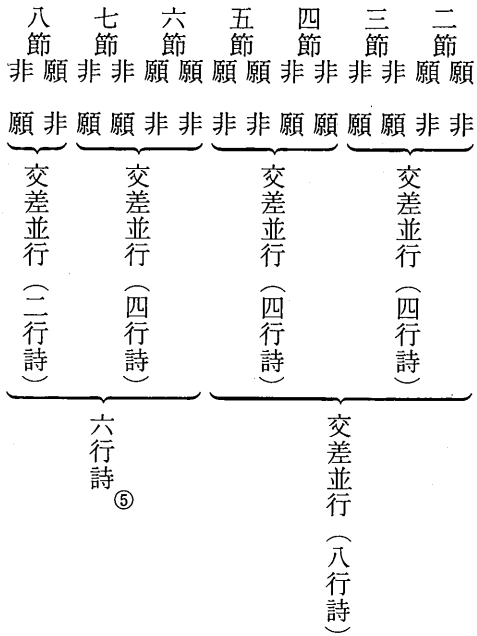 二節
願非
願非
三節
非願
非願
四節
非願
非願
五節
願非
願非
六節
願非
願非
七節
非願
非願
八節
願非
非願
交差並行（四行詩）
交差並行（四行詩）
交差並行（四行詩）
交差並行（二行詩）
交差並行（八行詩）
六行詩⑤